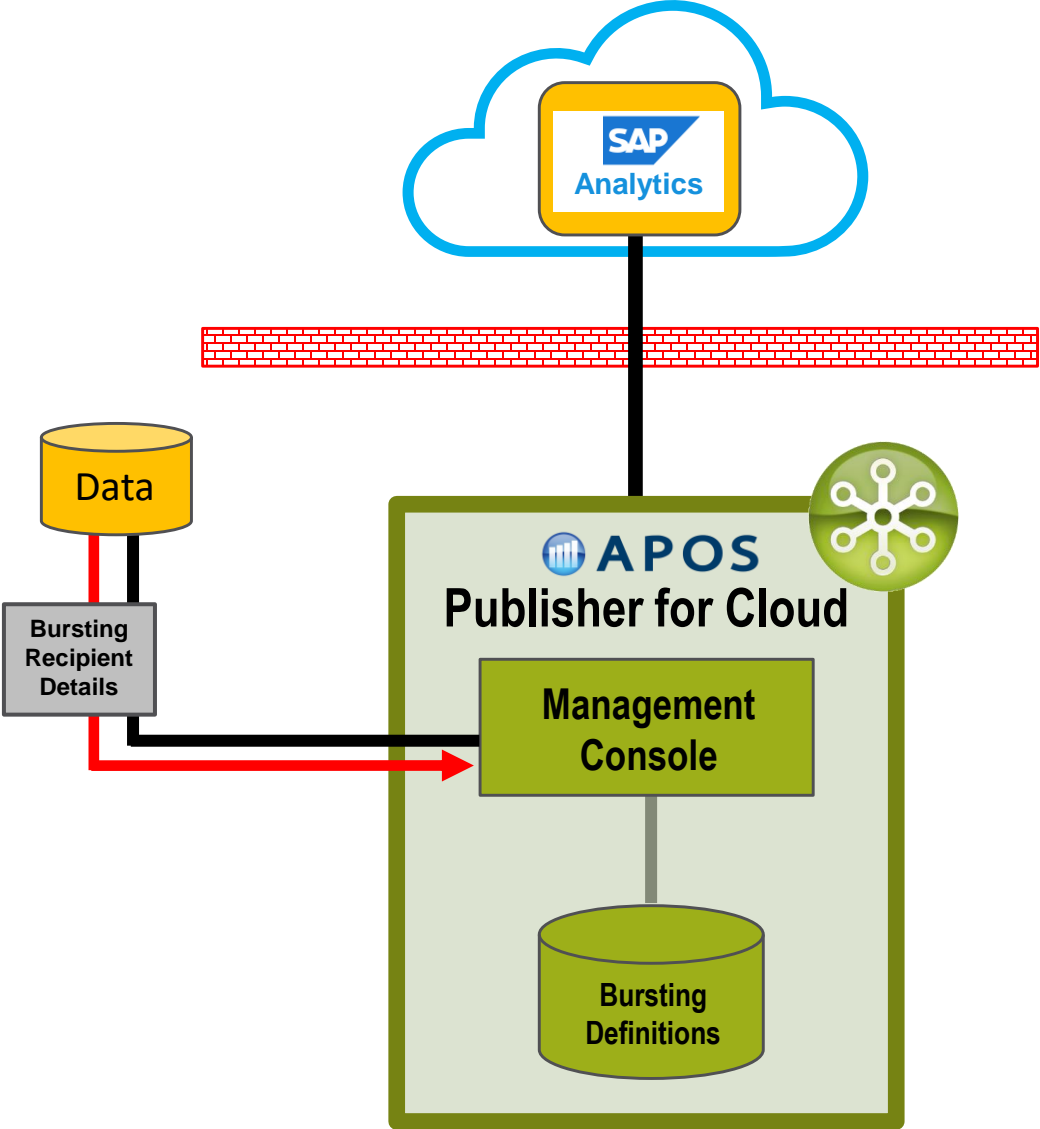 SAP
Analytics
Data
Bursting
Recipient
Details
APOS
Publisher for Cloud
Management
Console
Bursting
Definitions